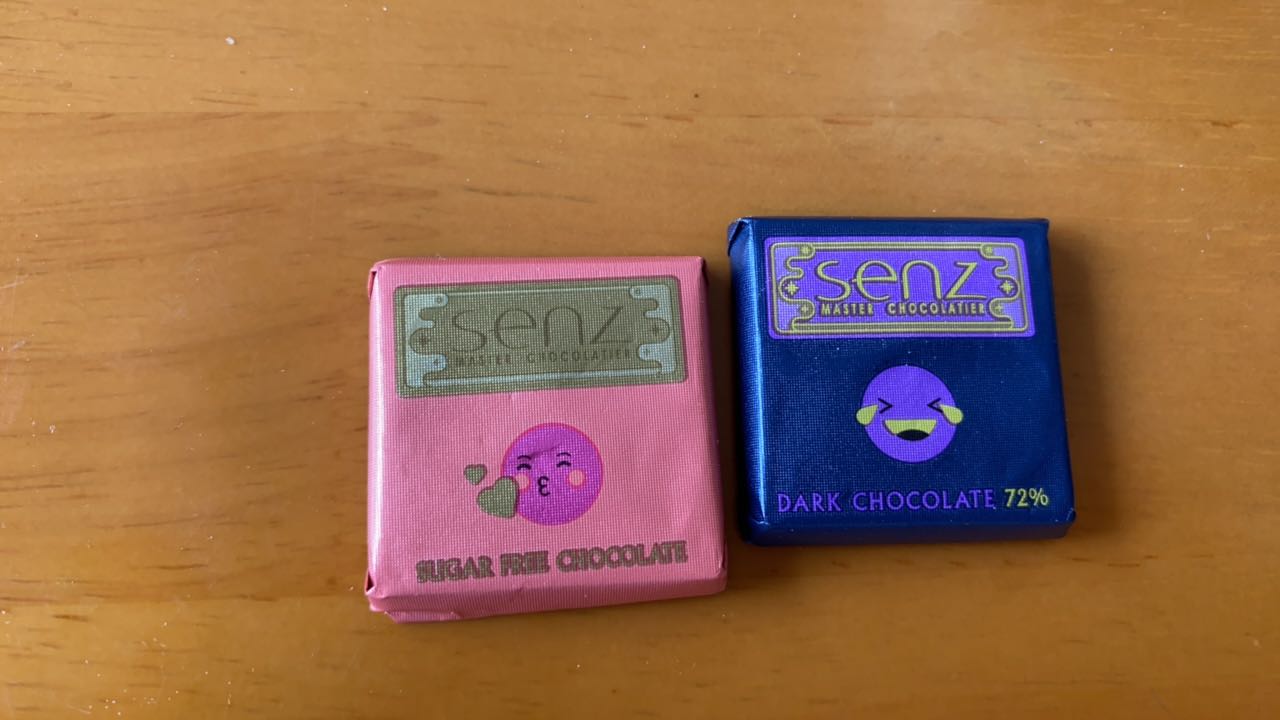 senz
MASTER CHOCOLATIER
SUGAR FREE CHOCOLATE
senz
MASTER CHOCOLATIER
DARK CHOCOLATE 72%